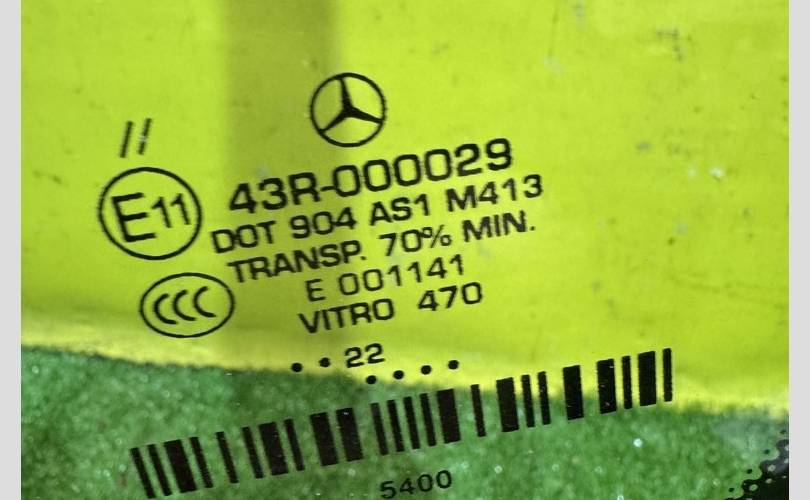 //
E11
43R-000029
DOT 904 AS1 M413
TRANSP. 70% MIN.
CCC
E 001141
VITRO 470
. . 22
. . . .
5400